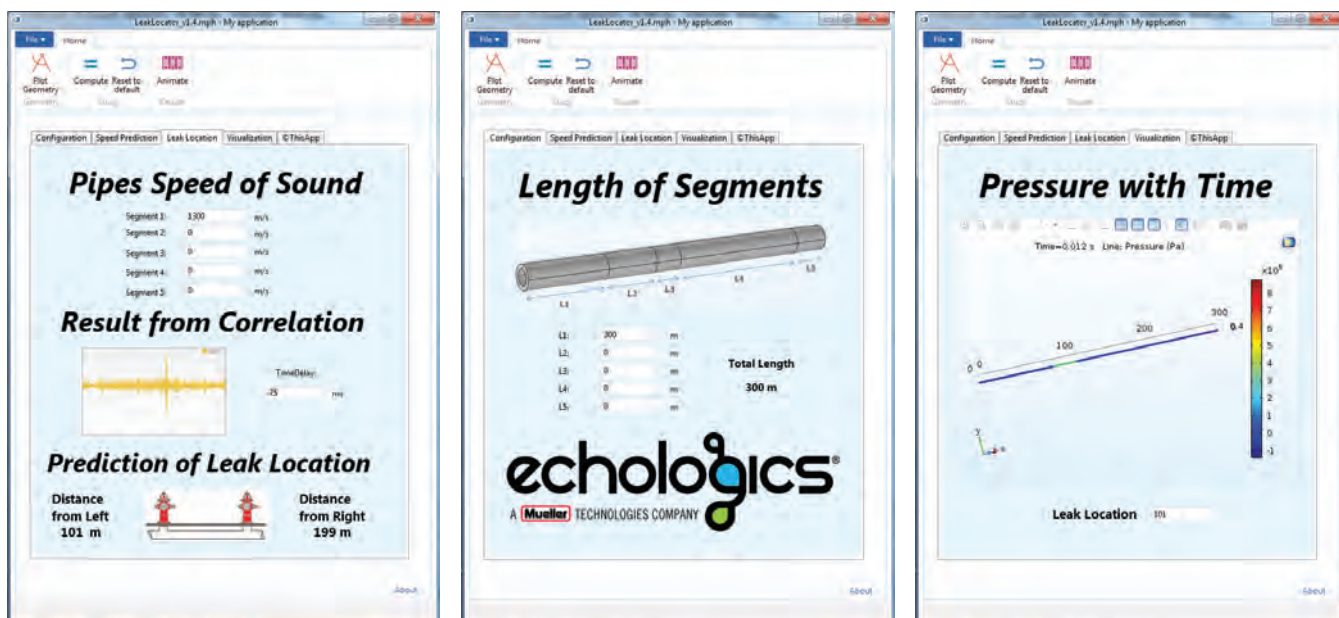 LeakLocater_v1.4.mph - My application
File Home
Plot Geometry Compute Reset to default Animate
Geometry Study Visuals
Configuration Speed Prediction Leak Location Visualization ©ThisApp
Pipes Speed of Sound
Segment 1: 1300 m/s
Segment 2: 0 m/s
Segment 3: 0 m/s
Segment 4: 0 m/s
Segment 5: 0 m/s
Result from Correlation
TimeDelay:
-75 ms
Prediction of Leak Location
Distance
from Left
101 m
Distance
from Right
199 m
About
LeakLocater_v1.4.mph - My application
File Home
Plot Geometry Compute Reset to default Animate
Configuration Speed Prediction Leak Location Visualization ©ThisApp
Length of Segments
L1 L2 L3 L4 L5
L1: 300 m
L2: 0 m
L3: 0 m
L4: 0 m
L5: 0 m
Total Length
300 m
echologics®
A Mueller TECHNOLOGIES COMPANY
About
LeakLocater_v1.4.mph - My application
File Home
Plot Geometry Compute Reset to default Animate
Configuration Speed Prediction Leak Location Visualization ©ThisApp
Pressure with Time
Time=0.012 s Line: Pressure (Pa)
×10⁶
8
7
6
5
4
3
2
1
0
-1
0 0 100 200 300
y x
Leak Location 101
About